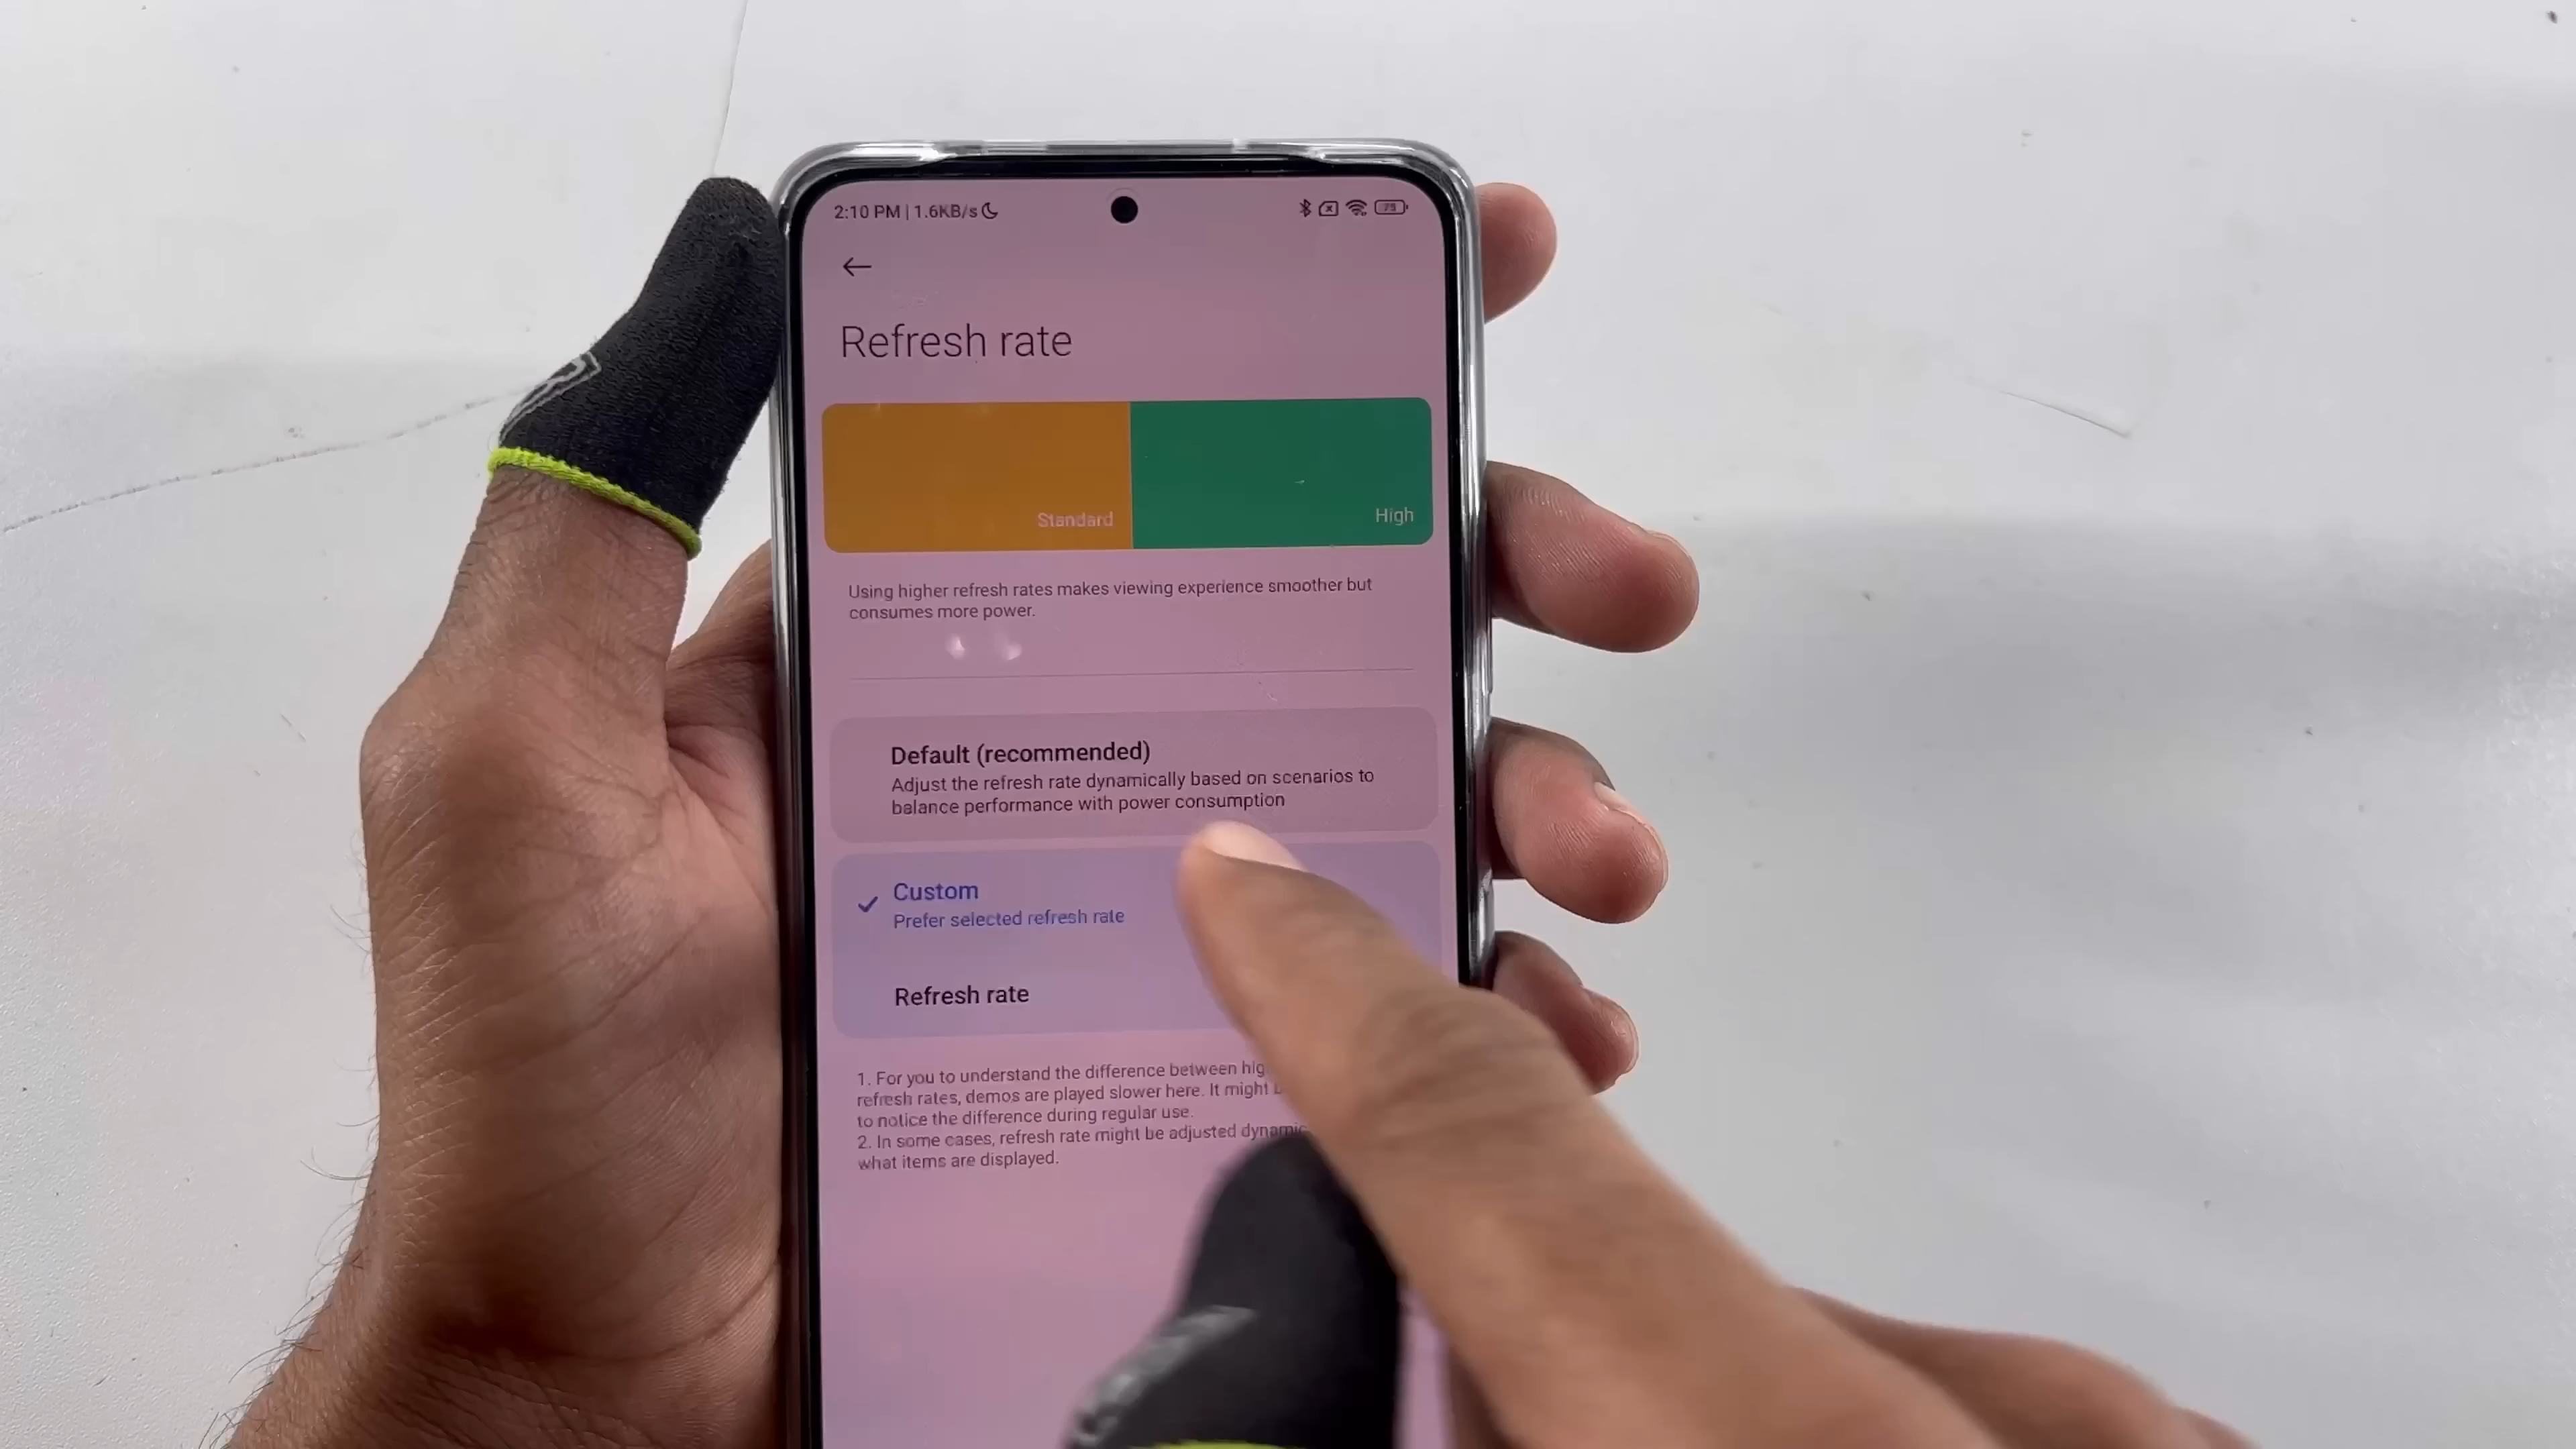 2:10 PM | 1.6KB/s
75
Refresh rate
Standard
High
Using higher refresh rates makes viewing experience smoother but
consumes more power.
Default (recommended)
Adjust the refresh rate dynamically based on scenarios to
balance performance with power consumption
Custom
Prefer selected refresh rate
Refresh rate
1. For you to understand the difference between
refresh rates, demos are played slower here. It might
to notice the difference during regular use.
2. In some cases, refresh rate might be adjusted
what items are displayed.